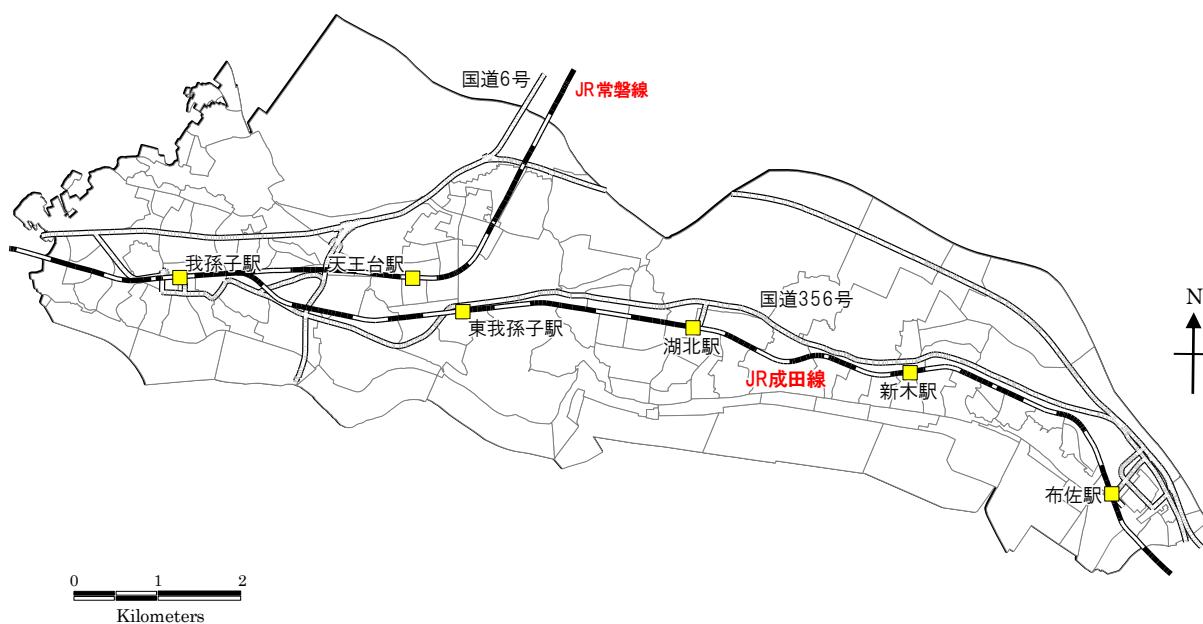 国道6号
JR常磐線
我孫子駅
天王台駅
国道356号
N
東我孫子駅
湖北駅
JR成田線
新木駅
布佐駅
0 1 2
Kilometers